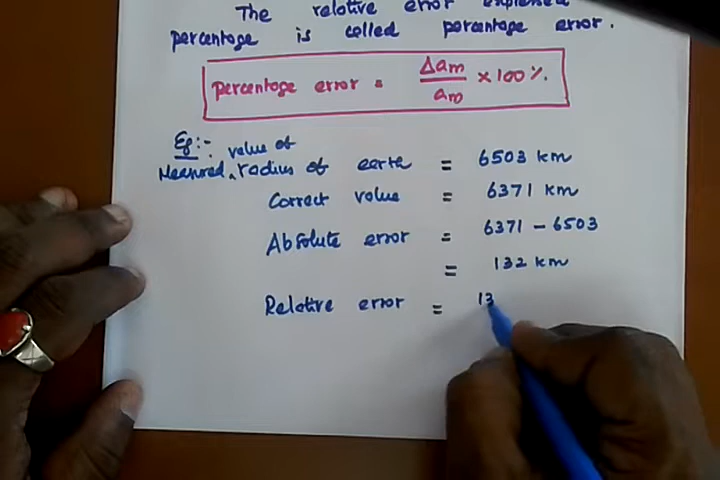 The relative error
percentage is called percentage error.
percentage error = Δam / am × 100%.
Eg:- value of
Measured radius of earth = 6503 km
Correct value = 6371 km
Absolute error = 6371 - 6503
= 132 km
Relative error = 13